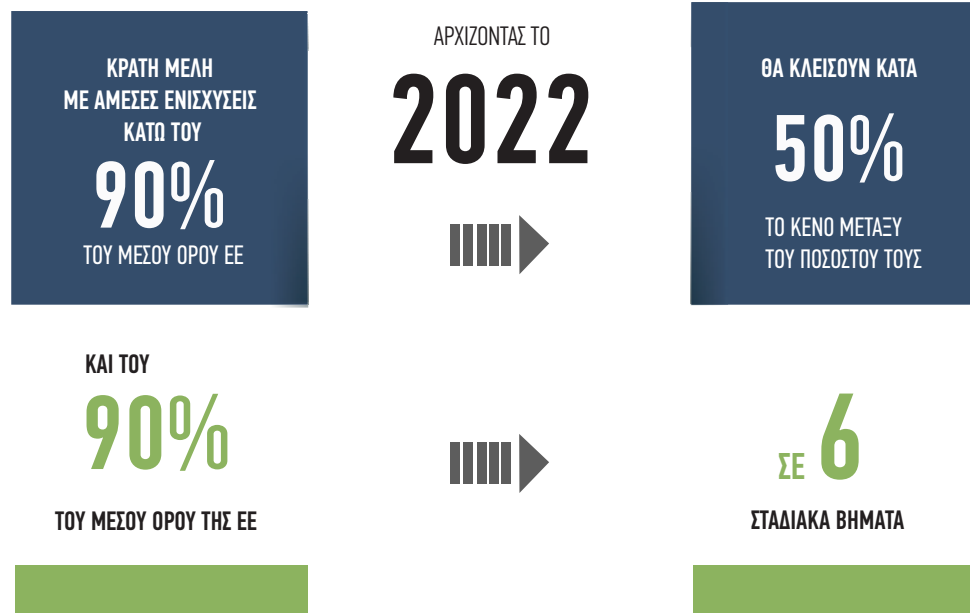 ΚΡΑΤΗ ΜΕΛΗ
ΜΕ ΑΜΕΣΕΣ ΕΝΙΣΧΥΣΕΙΣ
ΚΑΤΩ ΤΟΥ
90%
ΤΟΥ ΜΕΣΟΥ ΟΡΟΥ ΕΕ
ΑΡΧΙΖΟΝΤΑΣ ΤΟ
2022
ΘΑ ΚΛΕΙΣΟΥΝ ΚΑΤΑ
50%
ΤΟ ΚΕΝΟ ΜΕΤΑΞΥ
ΤΟΥ ΠΟΣΟΣΤΟΥ ΤΟΥΣ
ΚΑΙ ΤΟΥ
90%
ΤΟΥ ΜΕΣΟΥ ΟΡΟΥ ΤΗΣ ΕΕ
ΣΕ 6
ΣΤΑΔΙΑΚΑ ΒΗΜΑΤΑ